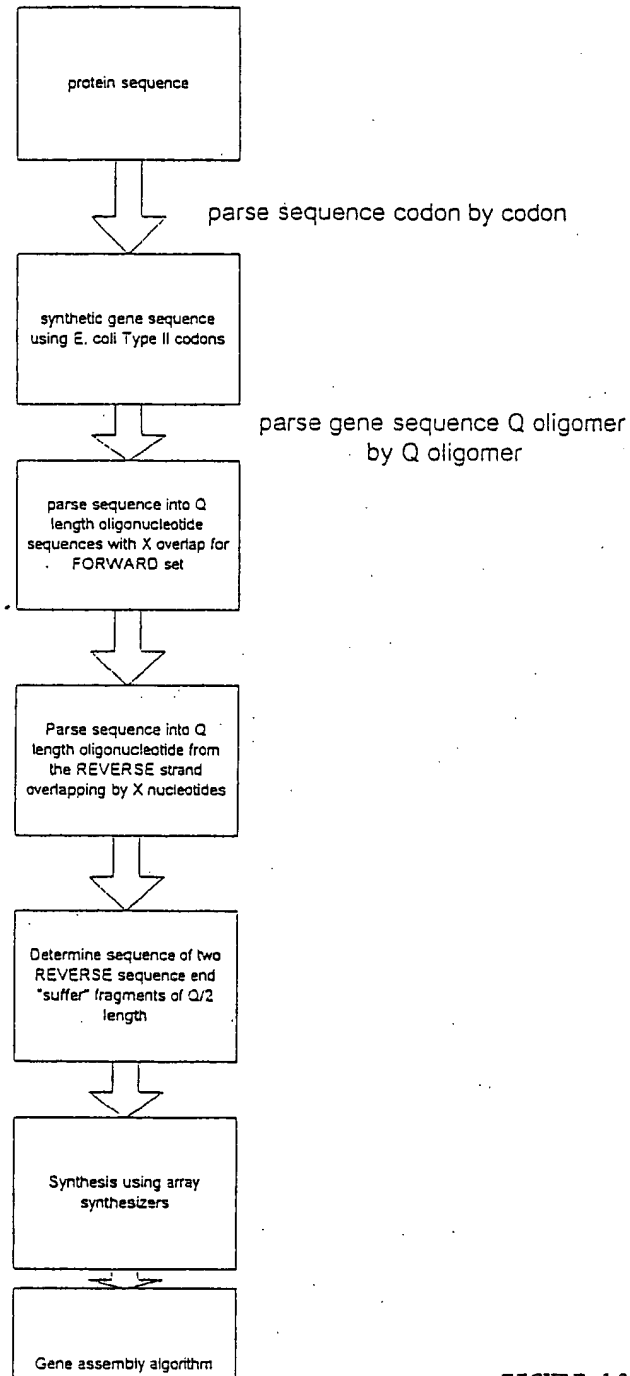 protein sequence
parse sequence codon by codon
synthetic gene sequence
using E. coli Type II codons
parse gene sequence Q oligomer
by Q oligomer
parse sequence into Q
length oligonucleotide
sequences with X overlap for
FORWARD set
Parse sequence into Q
length oligonucleotide from
the REVERSE strand
overlapping by X nucleotides
Determine sequence of two
REVERSE sequence end
"suffer" fragments of Q/2
length
Synthesis using array
synthesizers
Gene assembly algorithm